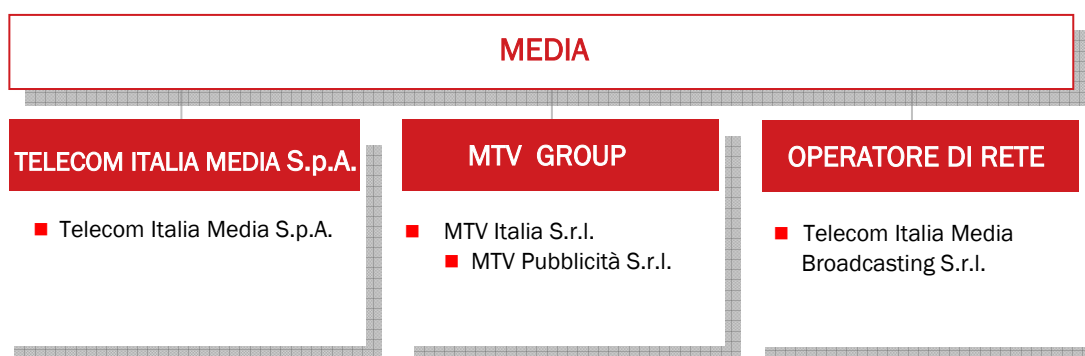 MEDIA
TELECOM ITALIA MEDIA S.p.A.
Telecom Italia Media S.p.A.
MTV GROUP
MTV Italia S.r.l.
MTV Pubblicità S.r.l.
OPERATORE DI RETE
Telecom Italia Media
Broadcasting S.r.l.